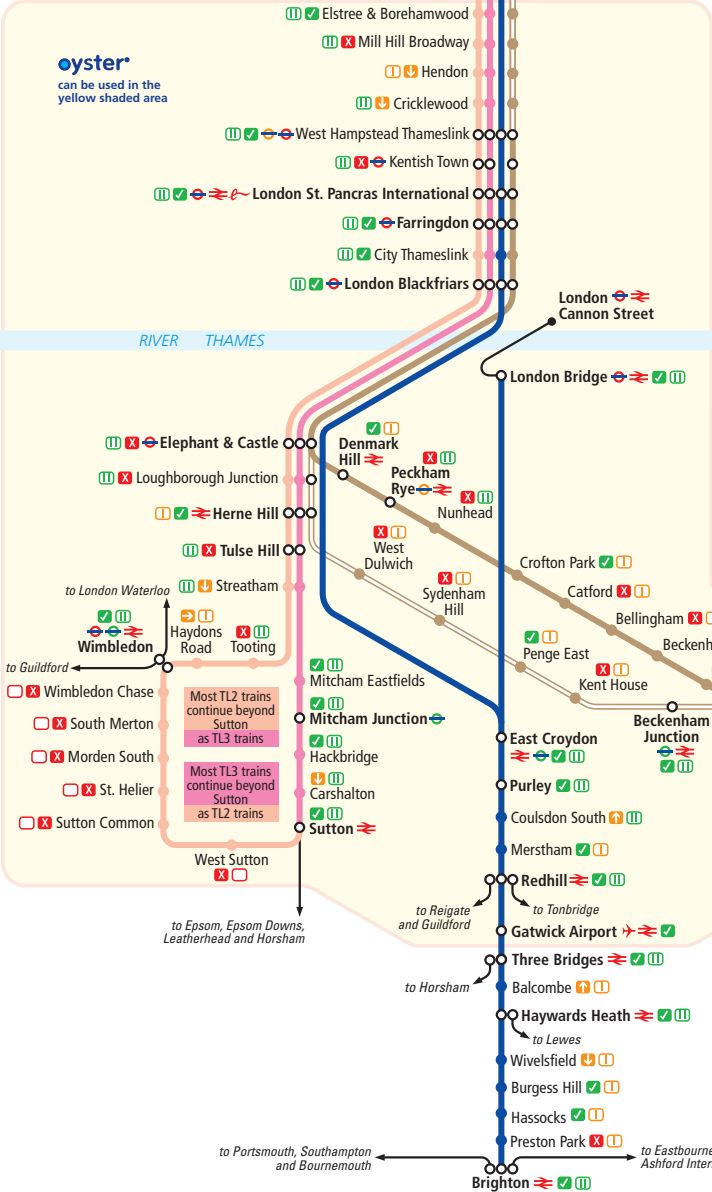 Elstree & Borehamwood
Mill Hill Broadway
oyster
can be used in the
yellow shaded area
Hendon
Cricklewood
West Hampstead Thameslink
Kentish Town
London St. Pancras International
Farringdon
City Thameslink
London Blackfriars
London
Cannon Street
RIVER THAMES
London Bridge
Elephant & Castle
Denmark
Hill
Peckham
Rye
Nunhead
Loughborough Junction
Herne Hill
West
Dulwich
Tulse Hill
Crofton Park
Catford
Sydenham
Hill
Streatham
to London Waterloo
Bellingham
Wimbledon
Haydons
Road
Tooting
Beckenh
Penge East
to Guildford
Mitcham Eastfields
Kent House
Wimbledon Chase
Most TL2 trains
continue beyond
Sutton
as TL3 trains
South Merton
Mitcham Junction
Beckenham
Junction
East Croydon
Morden South
Hackbridge
Most TL3 trains
continue beyond
Sutton
as TL2 trains
St. Helier
Carshalton
Purley
Sutton Common
Sutton
Coulsdon South
West Sutton
Merstham
Redhill
to Reigate
and Guildford
to Tonbridge
to Epsom, Epsom Downs,
Leatherhead and Horsham
Gatwick Airport
Three Bridges
to Horsham
Balcombe
Haywards Heath
to Lewes
Wivelsfield
Burgess Hill
Hassocks
Preston Park
to Portsmouth, Southampton
and Bournemouth
to Eastbourne
Ashford Inter
Brighton